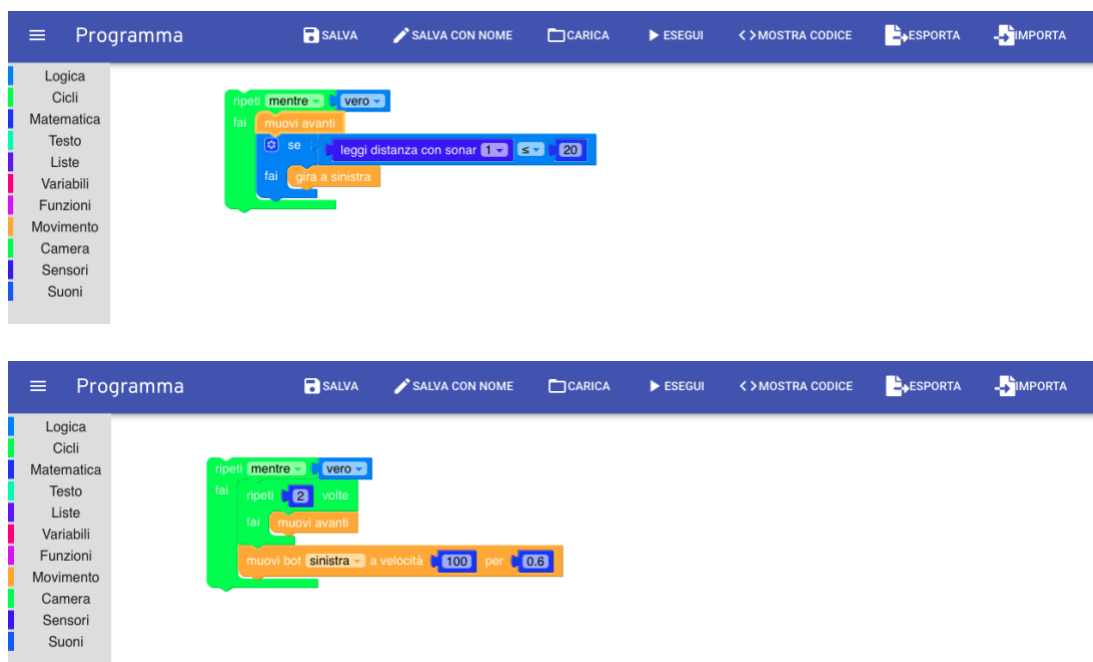 Programma SALVA SALVA CON NOME CARICA ESEGUI MOSTRA CODICE ESPORTA IMPORTA
Logica
Cicli
Matematica
Testo
Liste
Variabili
Funzioni
Movimento
Camera
Sensori
Suoni
ripeti mentre vero
fai muovi avanti
se leggi distanza con sonar 1 ≤ 20
fai gira a sinistra
Programma SALVA SALVA CON NOME CARICA ESEGUI MOSTRA CODICE ESPORTA IMPORTA
Logica
Cicli
Matematica
Testo
Liste
Variabili
Funzioni
Movimento
Camera
Sensori
Suoni
ripeti mentre vero
fai ripeti 2 volte
fai muovi avanti
muovi bot sinistra a velocità 100 per 0.6